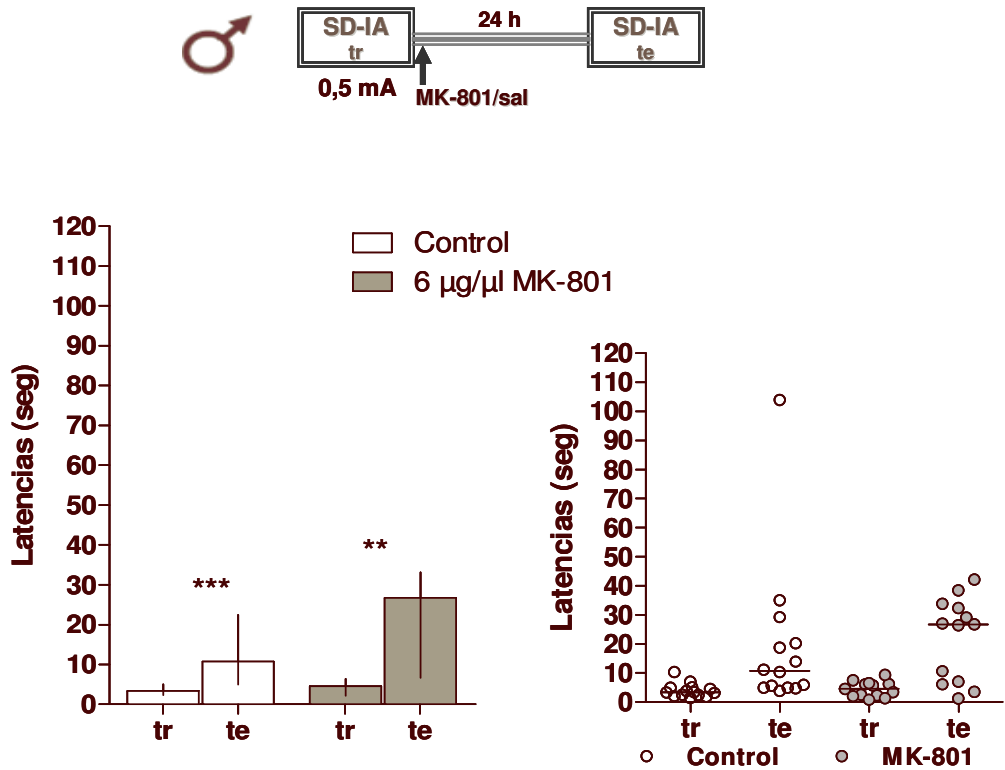 24 h
SD-IA
tr
SD-IA
te
0,5 mA
MK-801/sal
Control
6 µg/µl MK-801
Latencias (seg)
120
110
100
90
80
70
60
50
40
30
20
10
0
***
**
tr
te
tr
te
Latencias (seg)
120
110
100
90
80
70
60
50
40
30
20
10
0
tr
te
tr
te
Control
MK-801